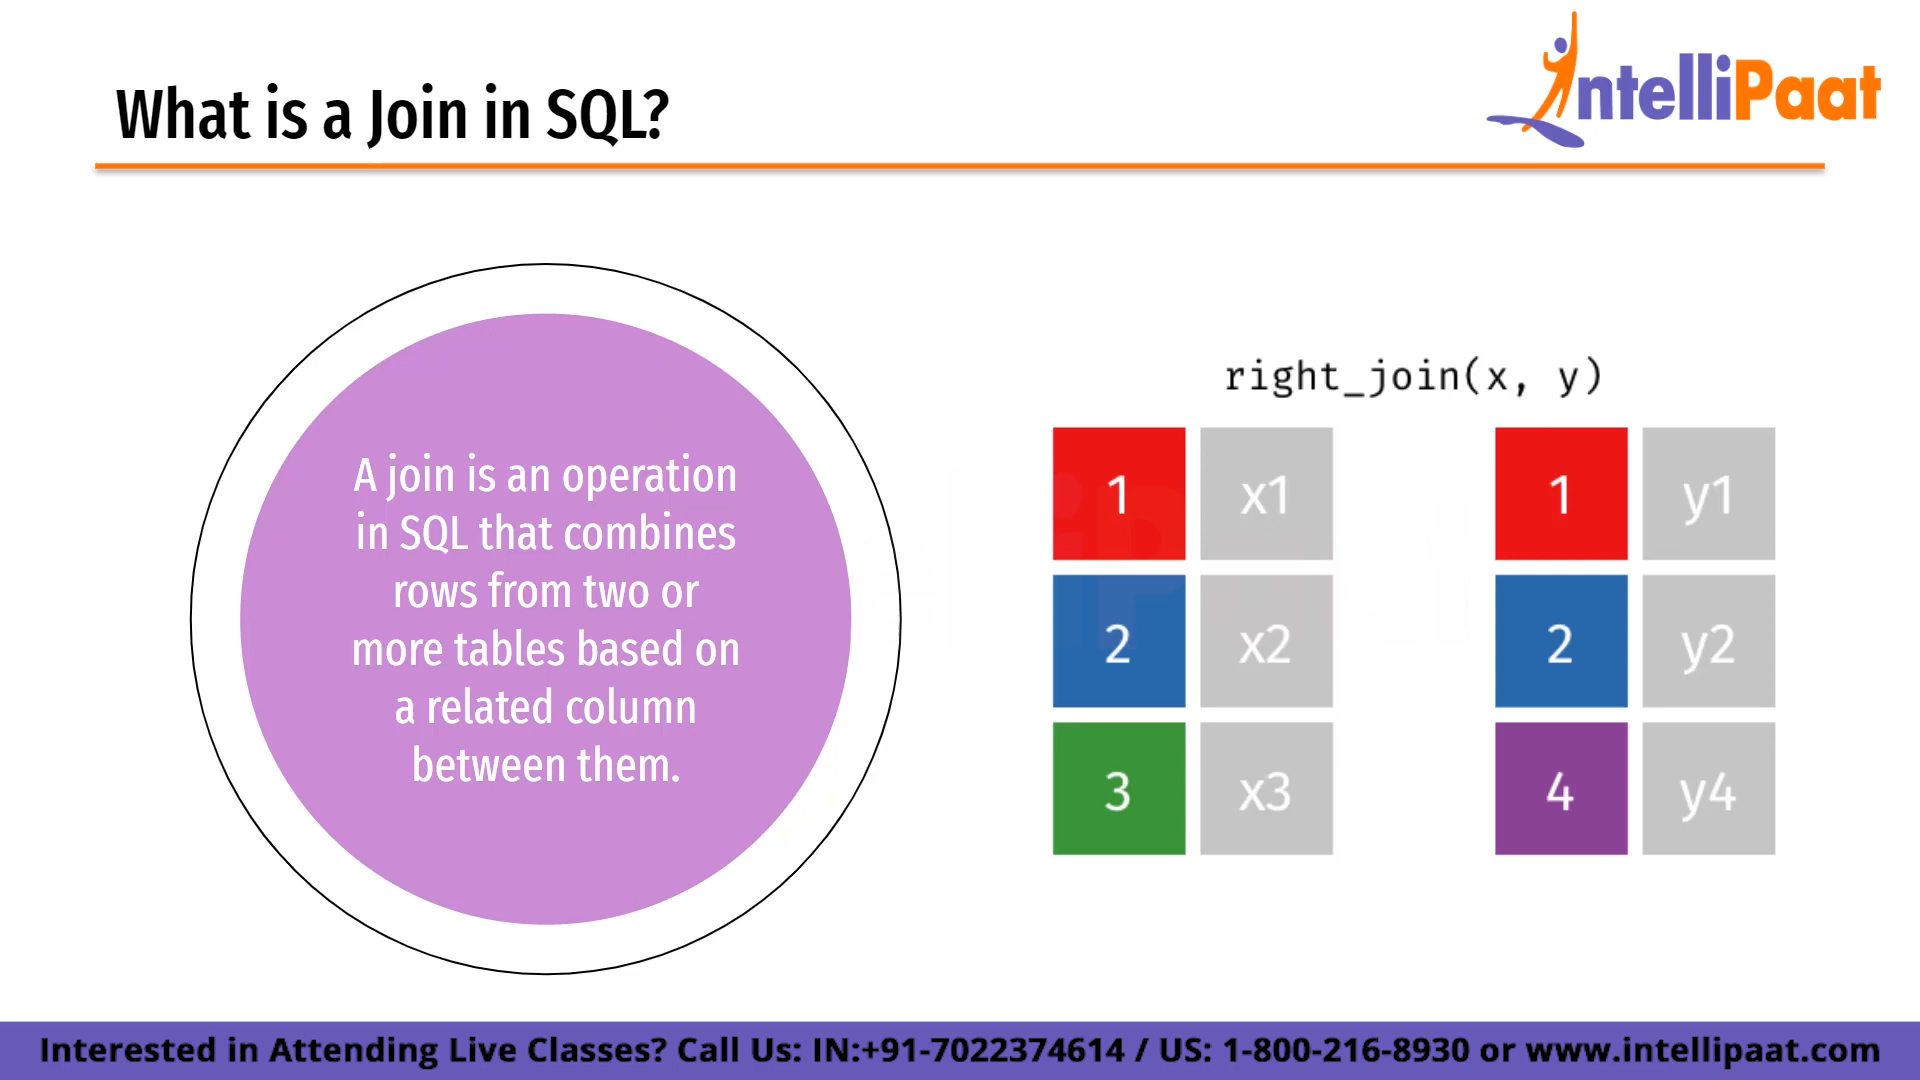 What is a Join in SQL?
IntelliPaat
A join is an operation
in SQL that combines
rows from two or
more tables based on
a related column
between them.
right_join(x, y)
1 x1 1 y1
2 x2 2 y2
3 x3 4 y4
Interested in Attending Live Classes? Call Us: IN:+91-7022374614 / US: 1-800-216-8930 or www.intellipaat.com